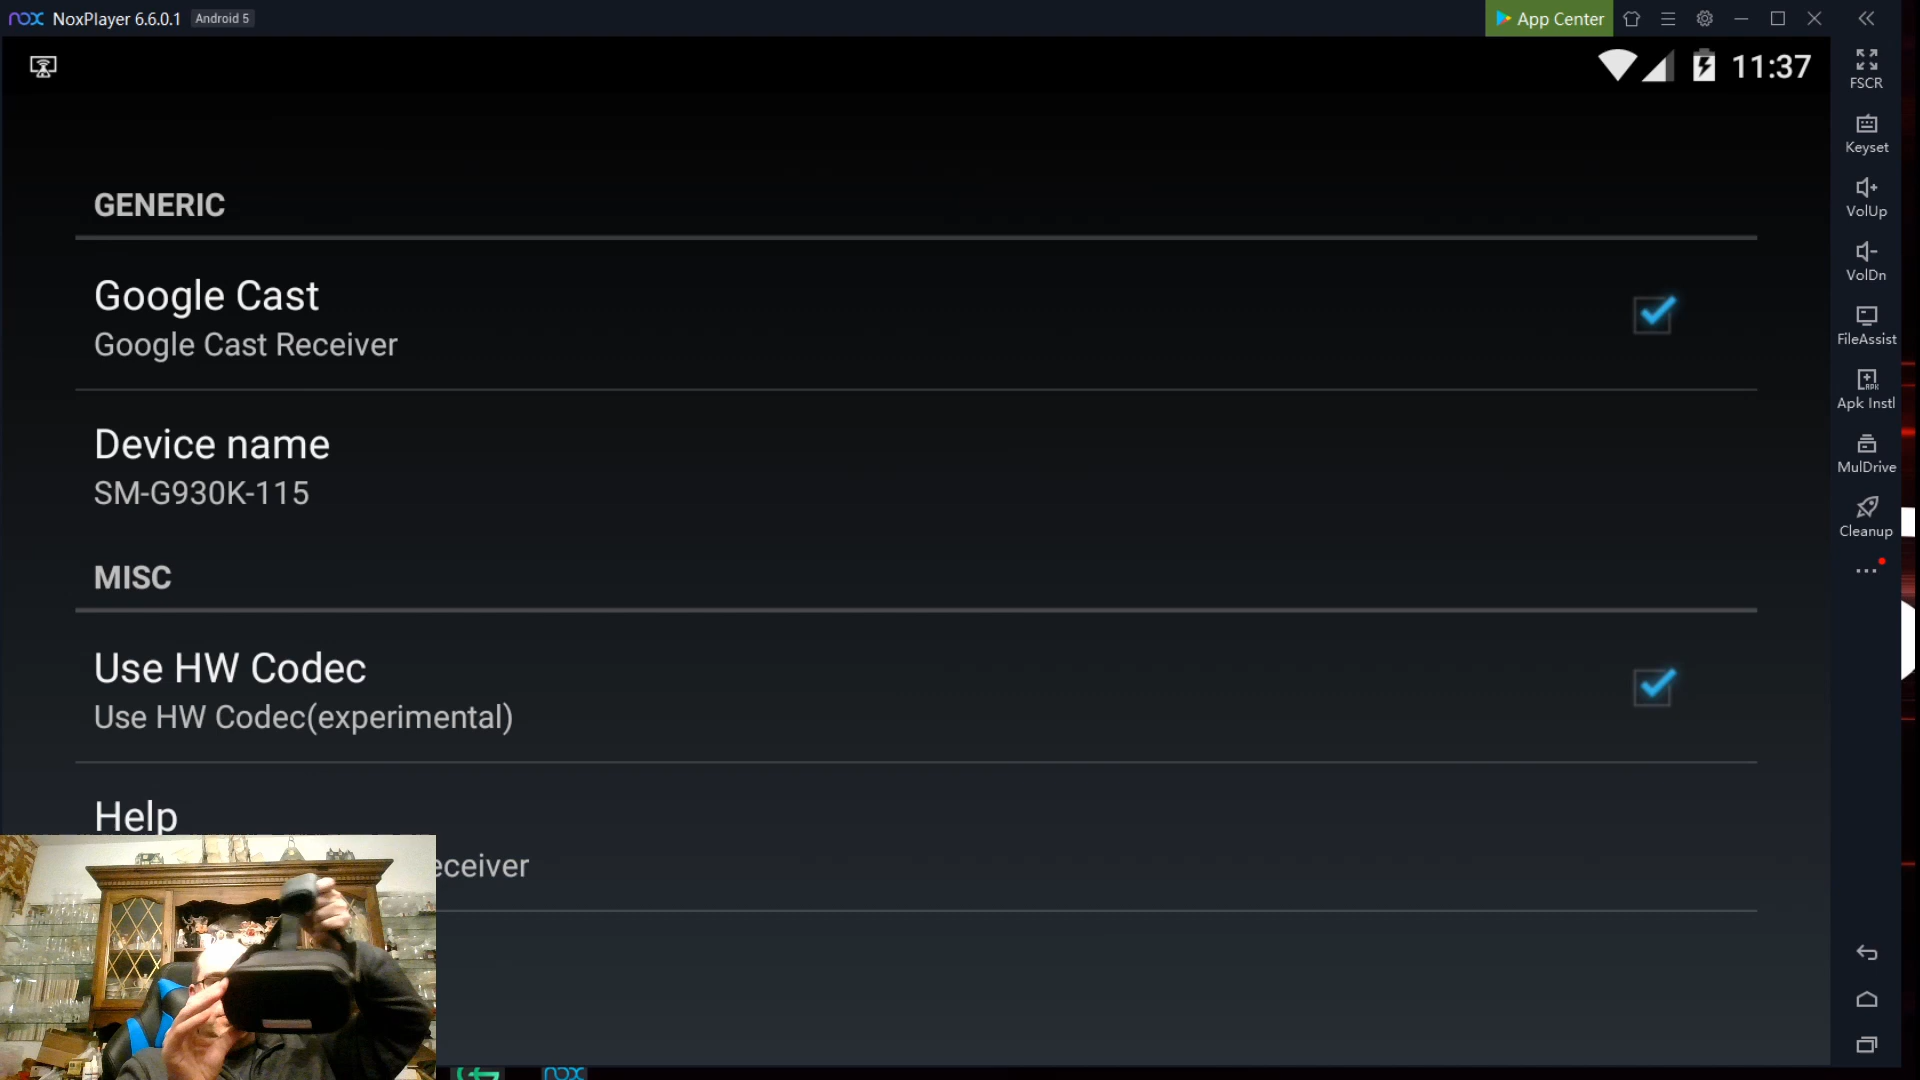 nox NoxPlayer 6.6.0.1 Android 5
App Center
11:37
FSCR
Keyset
VolUp
VolDn
FileAssist
Apk Instl
MulDrive
Cleanup
GENERIC
Google Cast
Google Cast Receiver
Device name
SM-G930K-115
MISC
Use HW Codec
Use HW Codec(experimental)
Help
eceiver
nox